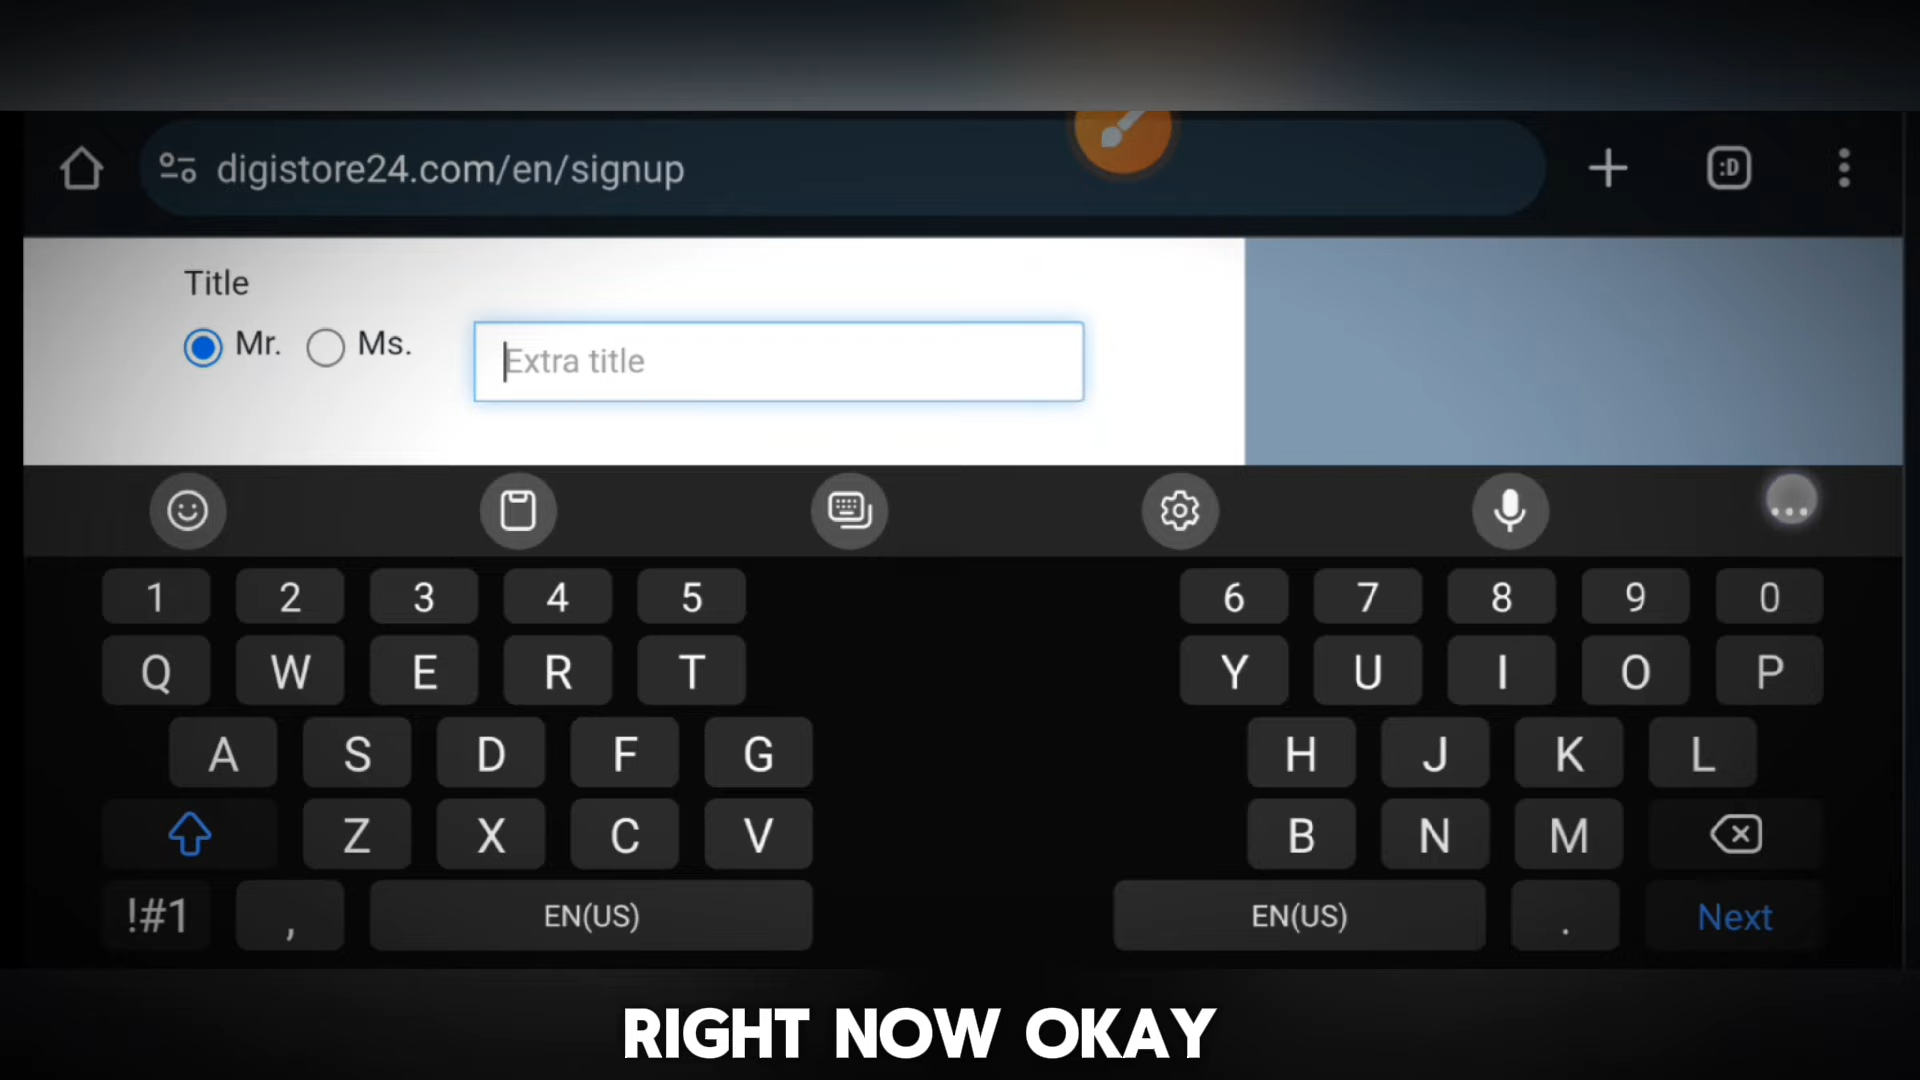 digistore24.com/en/signup
:D
Title
Mr. Ms. Extra title
1 2 3 4 5 6 7 8 9 0
Q W E R T Y U I O P
A S D F G H J K L
Z X C V B N M
!#1 , EN(US) EN(US) . Next
RIGHT NOW OKAY